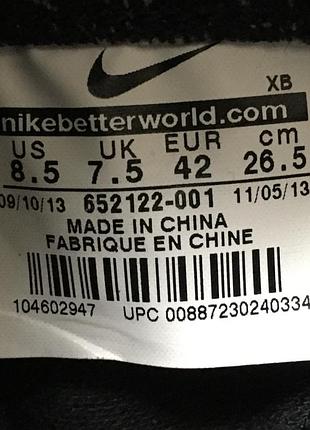 XB
nikebetterworld.com
US UK EUR cm
8.5 7.5 42 26.5
09/10/13 652122-001 11/05/13
MADE IN CHINA
FABRIQUE EN CHINE
104602947 UPC 00887230240334